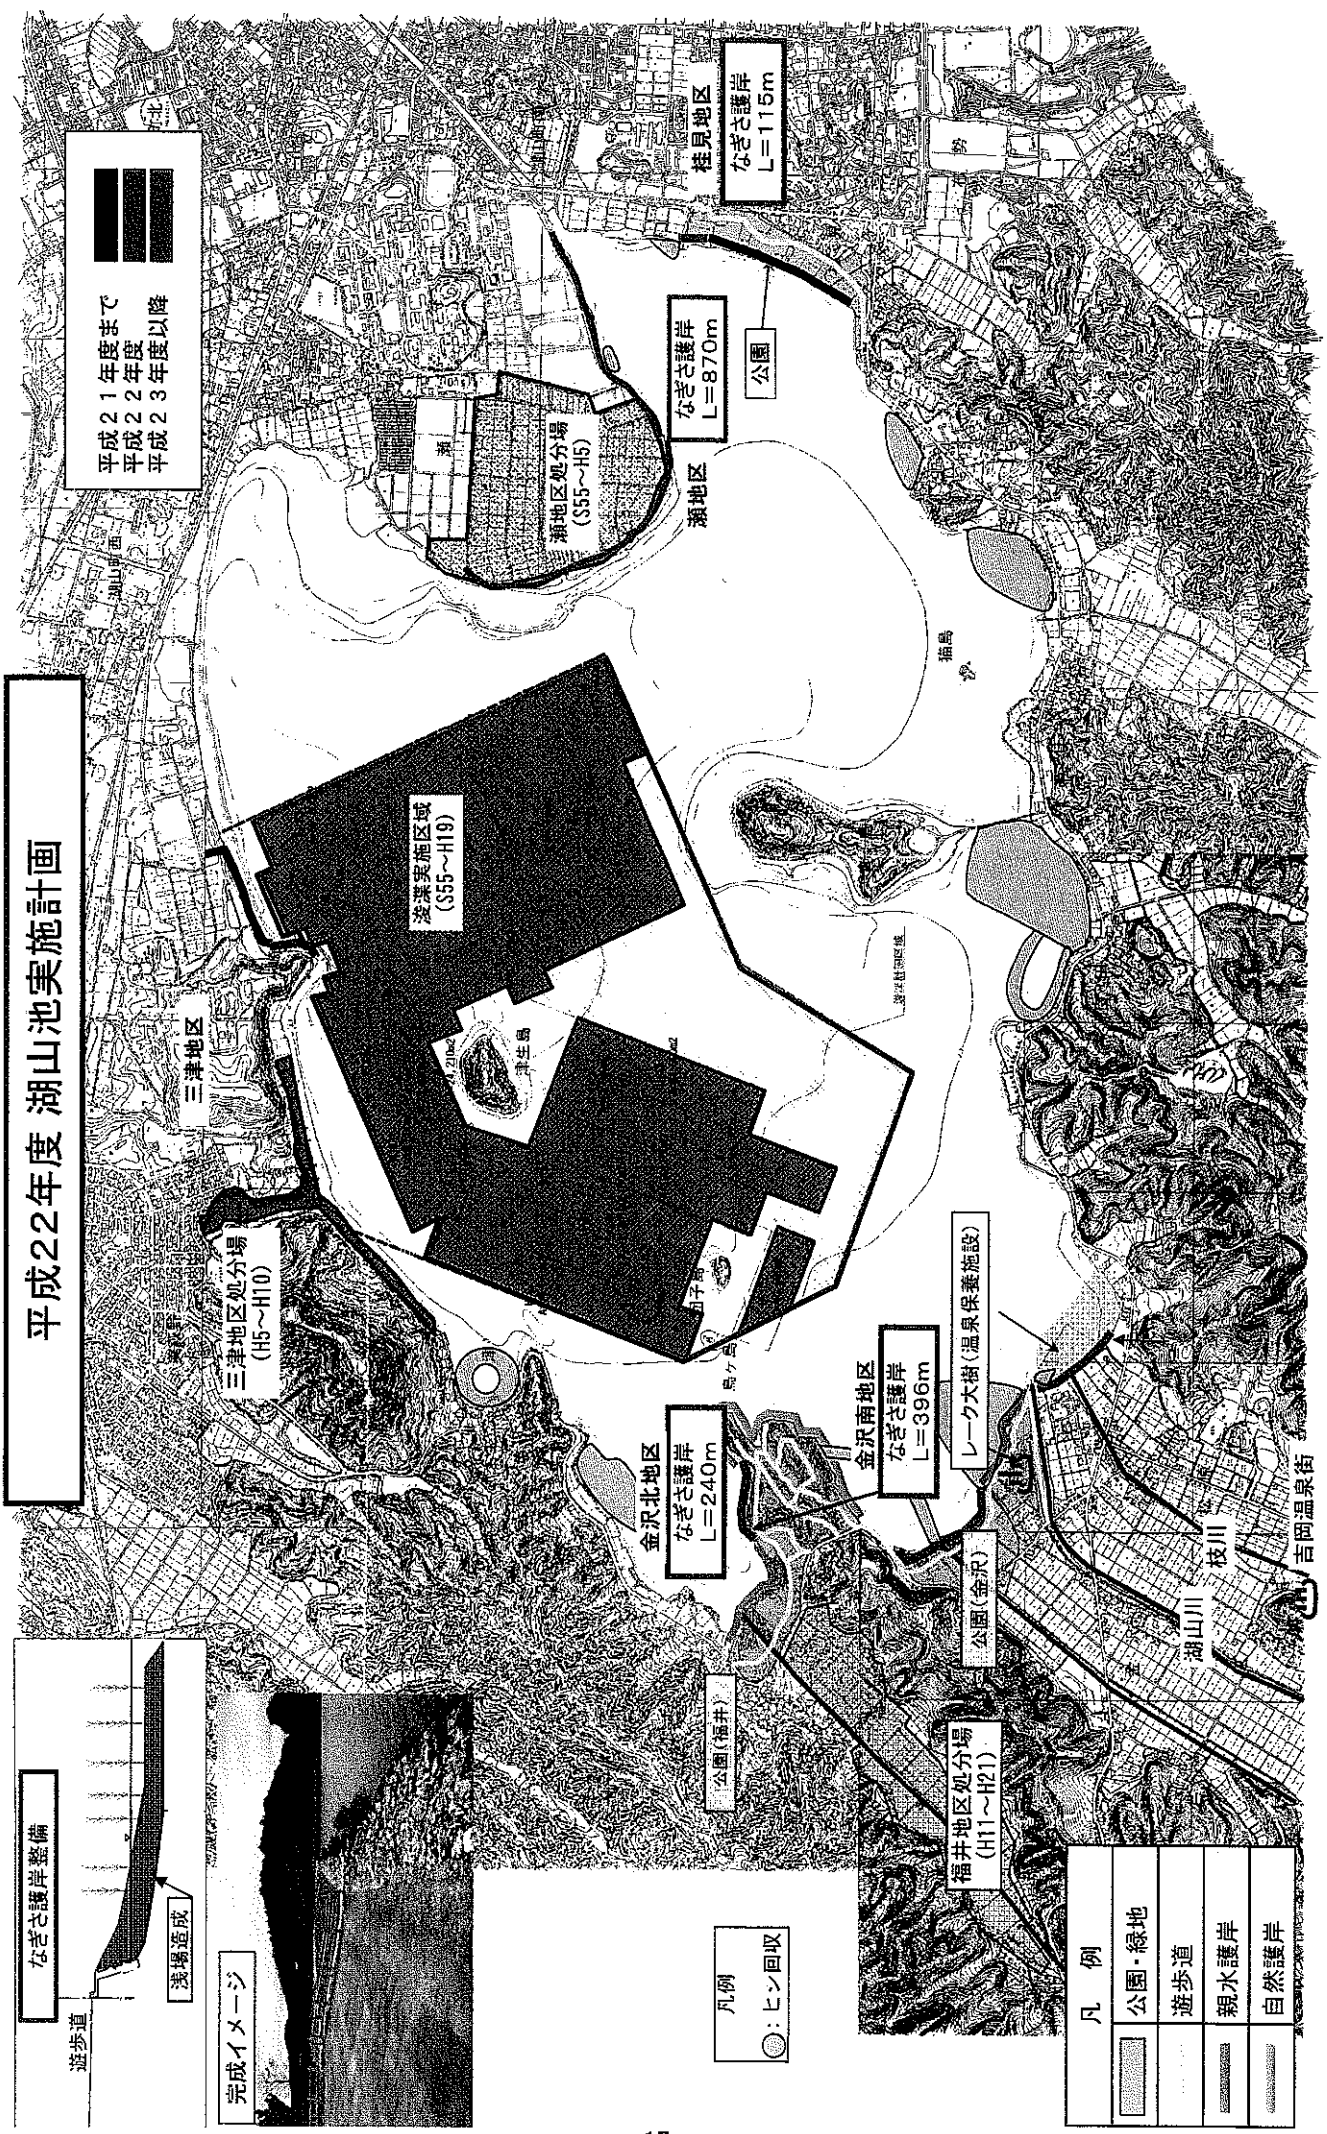 平成22年度 湖山池実施計画
なぎさ護岸整備
遊歩道
浅場造成
完成イメージ
平成21年度まで
平成22年度
平成23年度以降
湖山町西
三津地区
三津地区処分場
(H5～H10)
浚渫実施区域
(S55～H19)
瀬地区処分場
(S55～H5)
瀬
瀬地区
なぎさ護岸
L=870m
桂見地区
なぎさ護岸
L=115m
公園
津生島
団子島
鳥ヶ島
猫島
金沢北地区
なぎさ護岸
L=240m
金沢南地区
なぎさ護岸
L=396m
レーク大樹(温泉保養施設)
公園(福井)
公園(金沢)
福井地区処分場
(H11～H21)
湖山川
枝川
吉岡温泉街
凡例
○:ヒシ回収
凡 例
公園・緑地
遊歩道
親水護岸
自然護岸